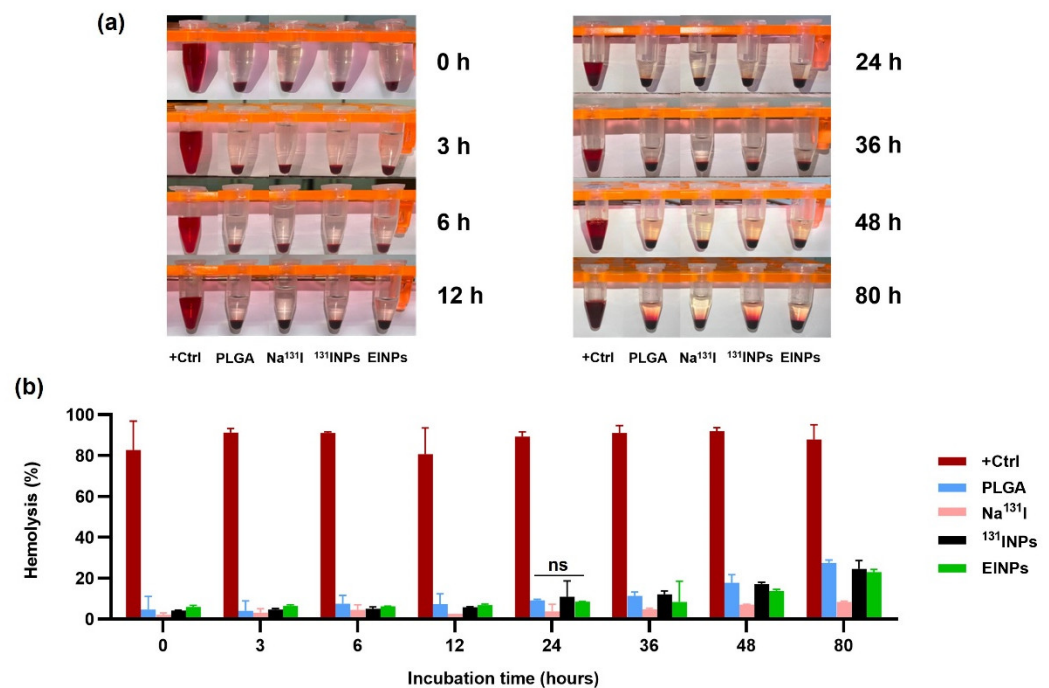 (a)
0 h
3 h
6 h
12 h
+Ctrl PLGA Na¹³¹I ¹³¹INPs EINPs
24 h
36 h
48 h
80 h
+Ctrl PLGA Na¹³¹I ¹³¹INPs EINPs
(b)
Hemolysis (%)
100
80
60
40
20
0
ns
0 3 6 12 24 36 48 80
Incubation time (hours)
+Ctrl
PLGA
Na¹³¹I
¹³¹INPs
EINPs